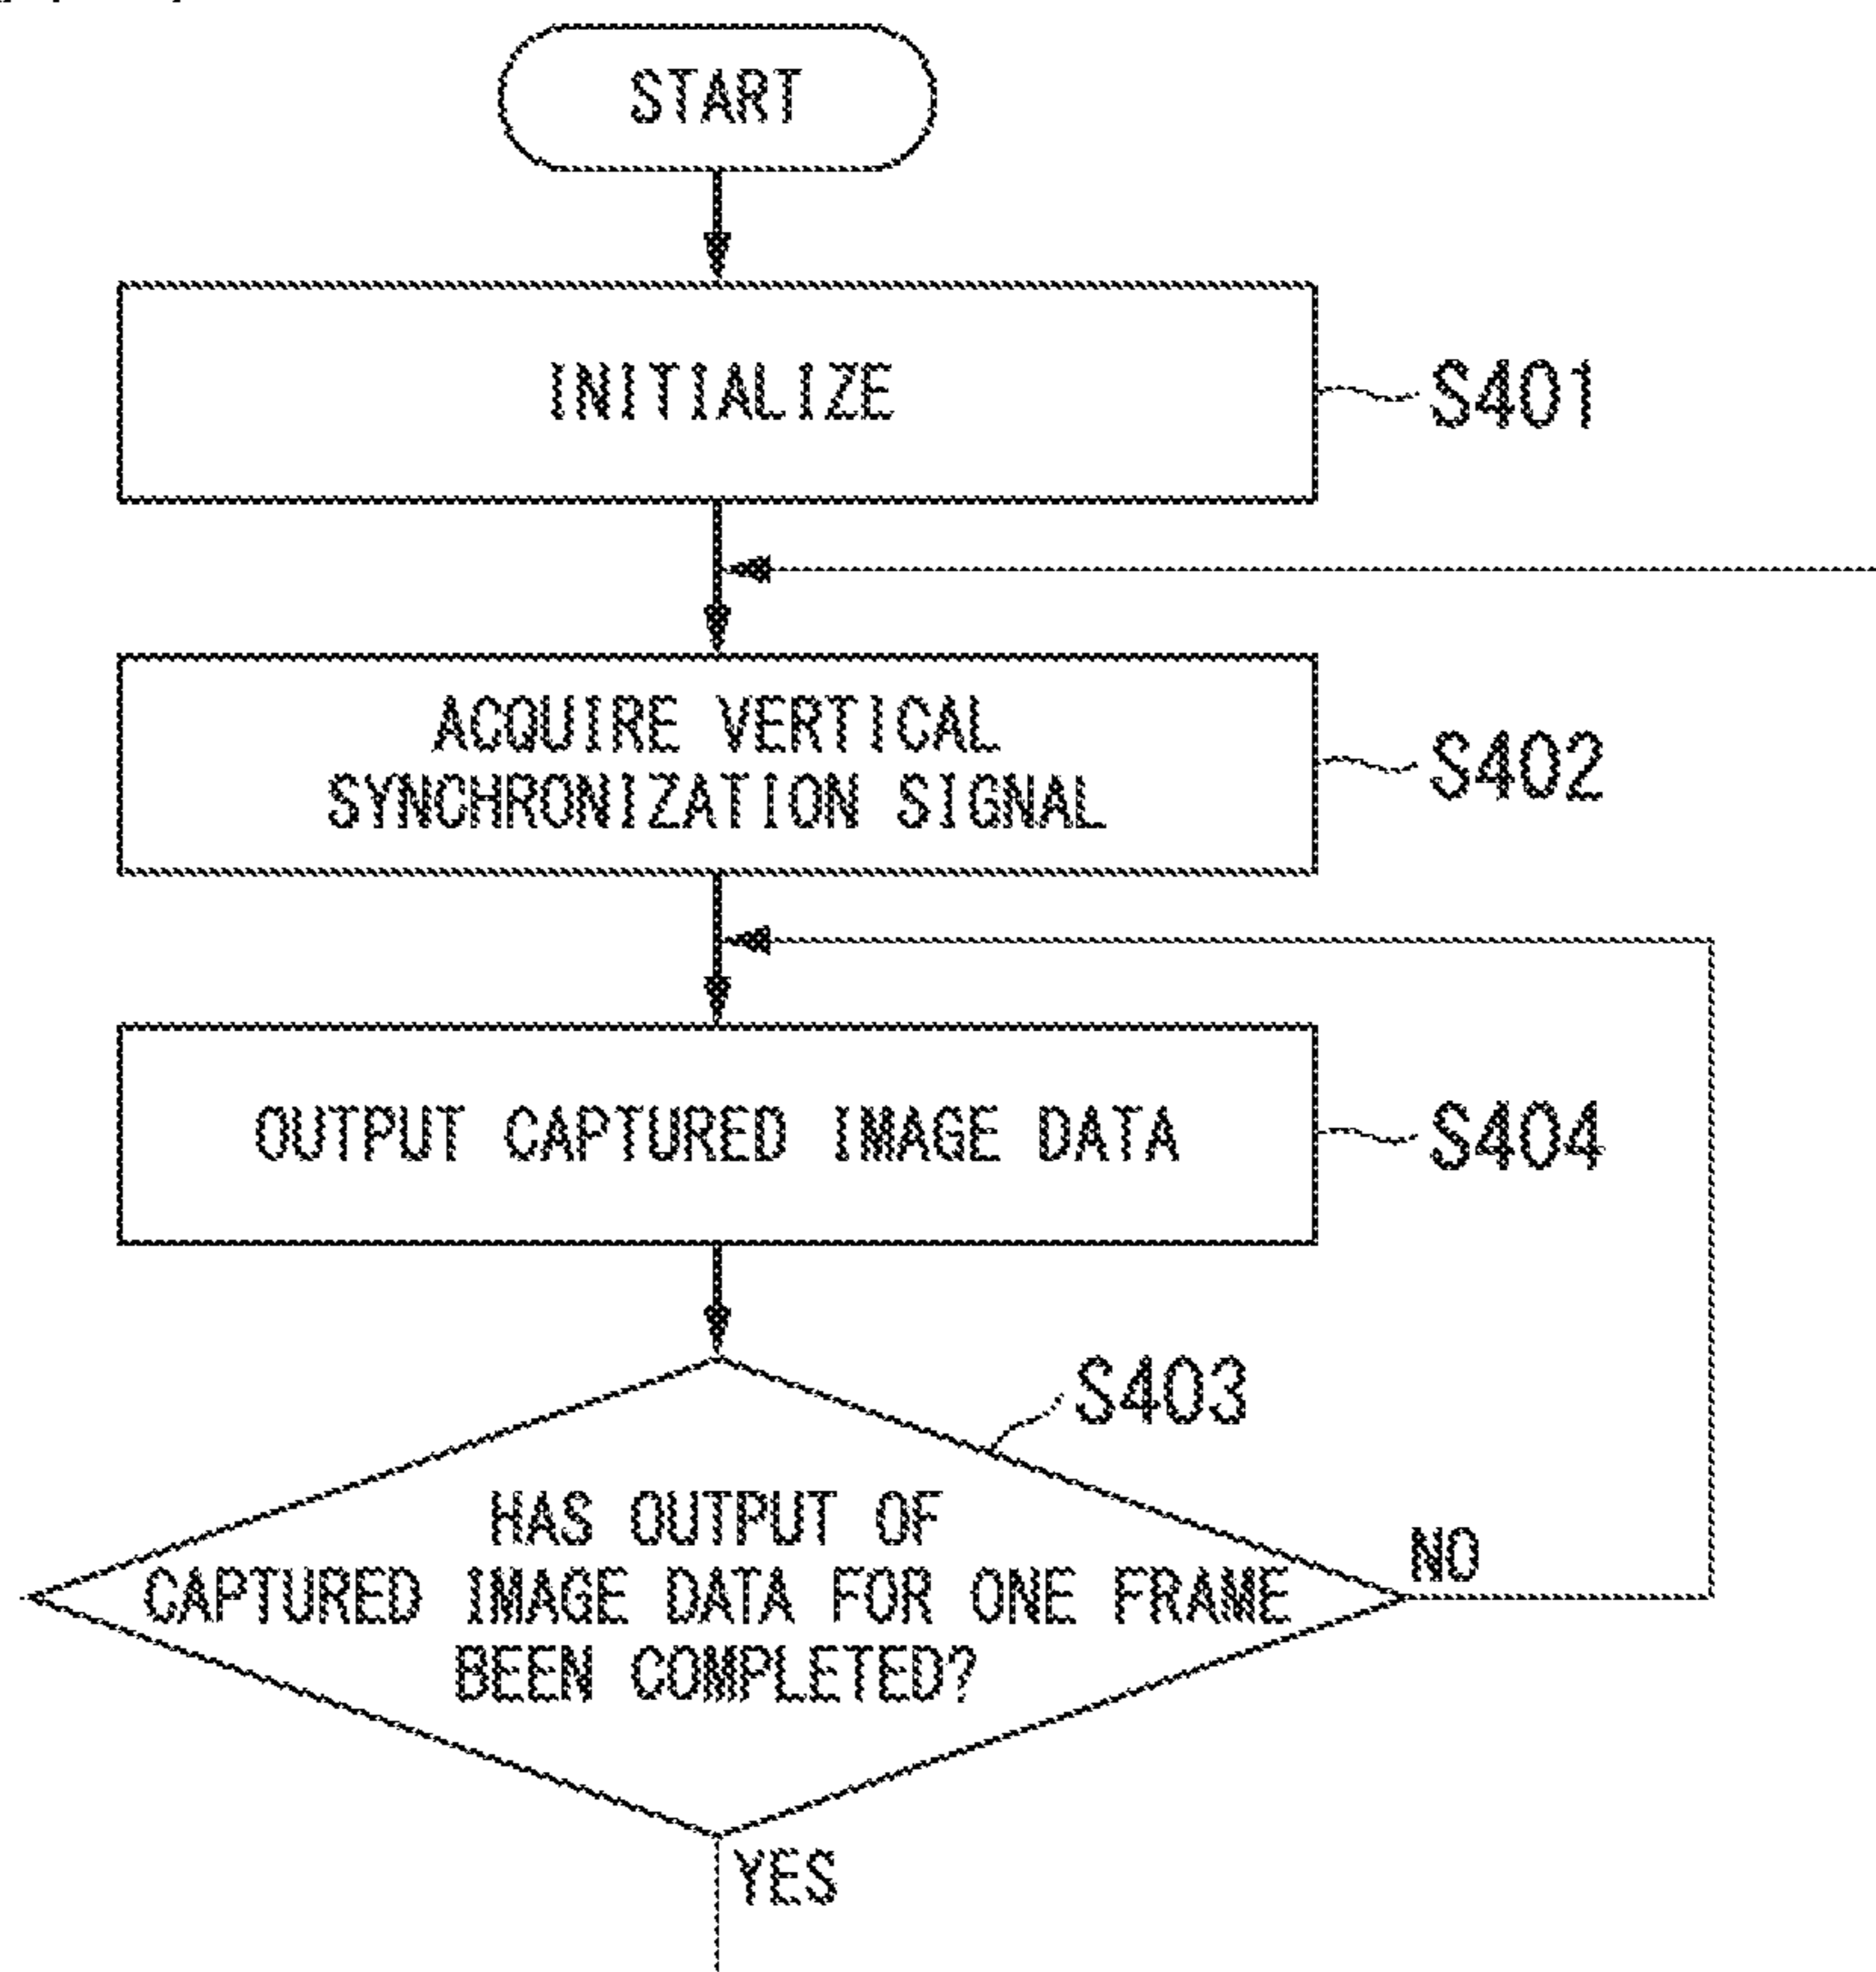 START
INITIALIZE
S401
ACQUIRE VERTICAL
SYNCHRONIZATION SIGNAL
S402
OUTPUT CAPTURED IMAGE DATA
S404
S403
HAS OUTPUT OF
CAPTURED IMAGE DATA FOR ONE FRAME
BEEN COMPLETED?
NO
YES